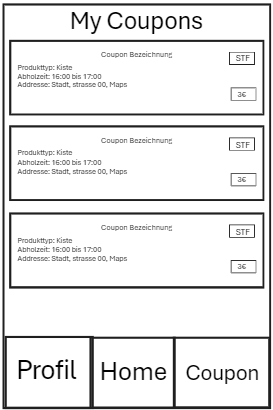 My Coupons
Coupon Bezeichnung
STF
Produkttyp: Kiste
Abholzeit: 16:00 bis 17:00
Addresse: Stadt, strasse 00, Maps
3€
Coupon Bezeichnung
STF
Produkttyp: Kiste
Abholzeit: 16:00 bis 17:00
Addresse: Stadt, strasse 00, Maps
3€
Coupon Bezeichnung
STF
Produkttyp: Kiste
Abholzeit: 16:00 bis 17:00
Addresse: Stadt, strasse 00, Maps
3€
Profil Home Coupon